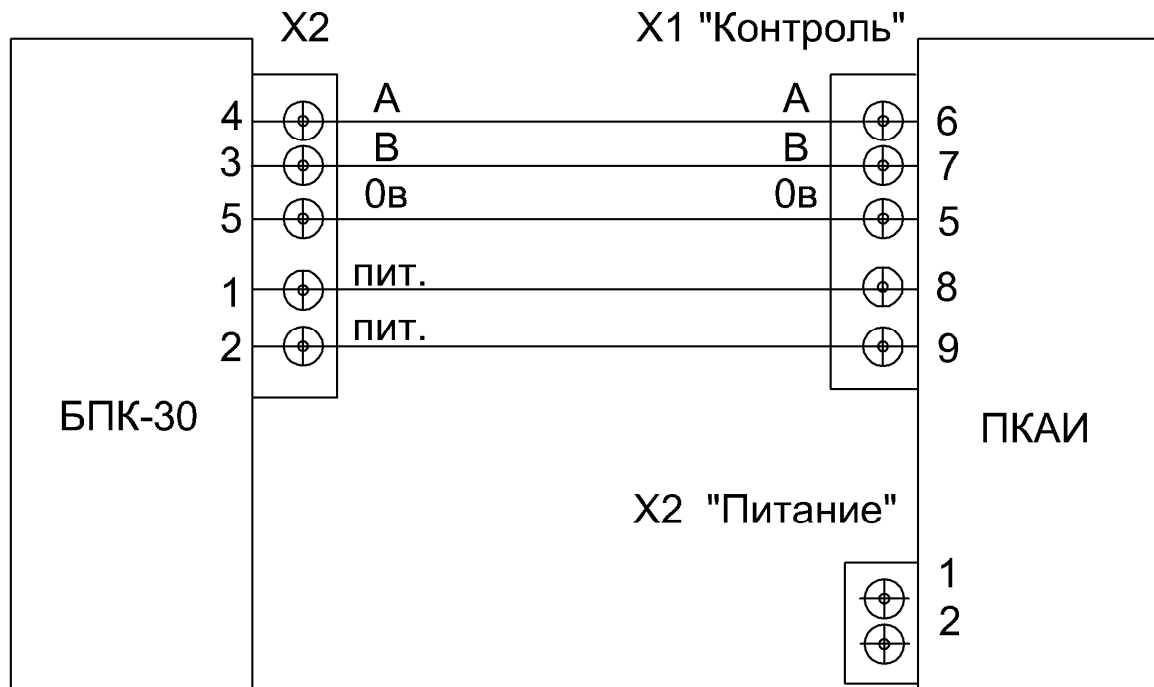 X2 X1 "Контроль"
4 А А 6
3 В В 7
0в 0в
5 5
1 пит. 8
2 пит. 9
БПК-30 ПКАИ
X2 "Питание"
1
2